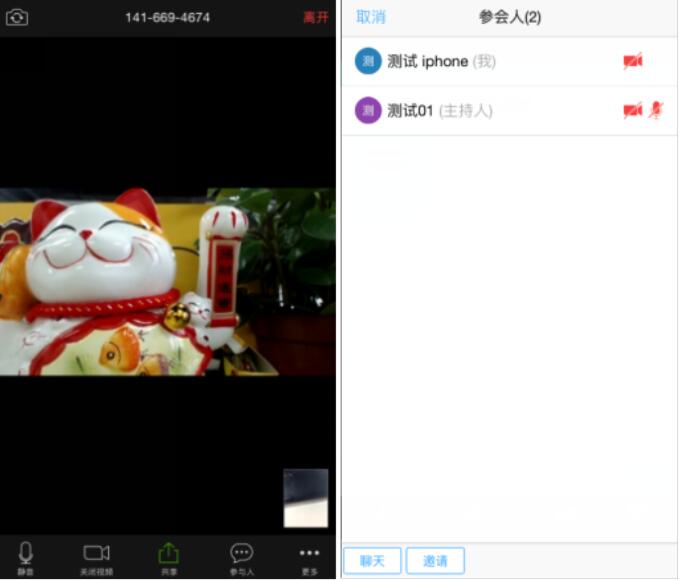 141-669-4674
离开
静音
关闭视频
共享
参与人
更多
取消
参会人(2)
测
测试 iphone (我)
测
测试01 (主持人)
聊天
邀请